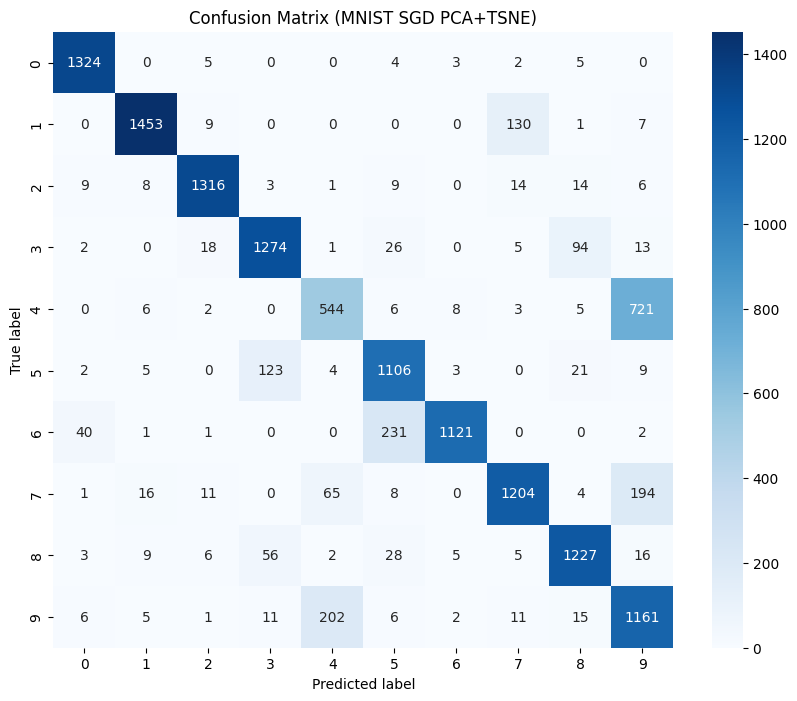 Confusion Matrix (MNIST SGD PCA+TSNE)
0 1324 0 5 0 0 4 3 2 5 0
1 0 1453 9 0 0 0 0 130 1 7
2 9 8 1316 3 1 9 0 14 14 6
3 2 0 18 1274 1 26 0 5 94 13
4 0 6 2 0 544 6 8 3 5 721
5 2 5 0 123 4 1106 3 0 21 9
6 40 1 1 0 0 231 1121 0 0 2
7 1 16 11 0 65 8 0 1204 4 194
8 3 9 6 56 2 28 5 5 1227 16
9 6 5 1 11 202 6 2 11 15 1161
0 1 2 3 4 5 6 7 8 9
Predicted label
True label
1400
1200
1000
800
600
400
200
0